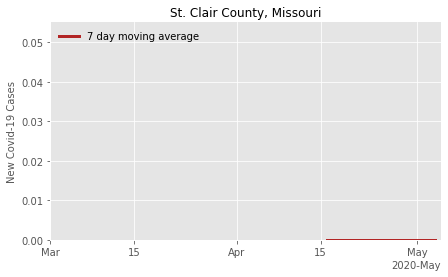 St. Clair County, Missouri
7 day moving average
New Covid-19 Cases
0.05
0.04
0.03
0.02
0.01
0.00
Mar 15 Apr 15 May
2020-May